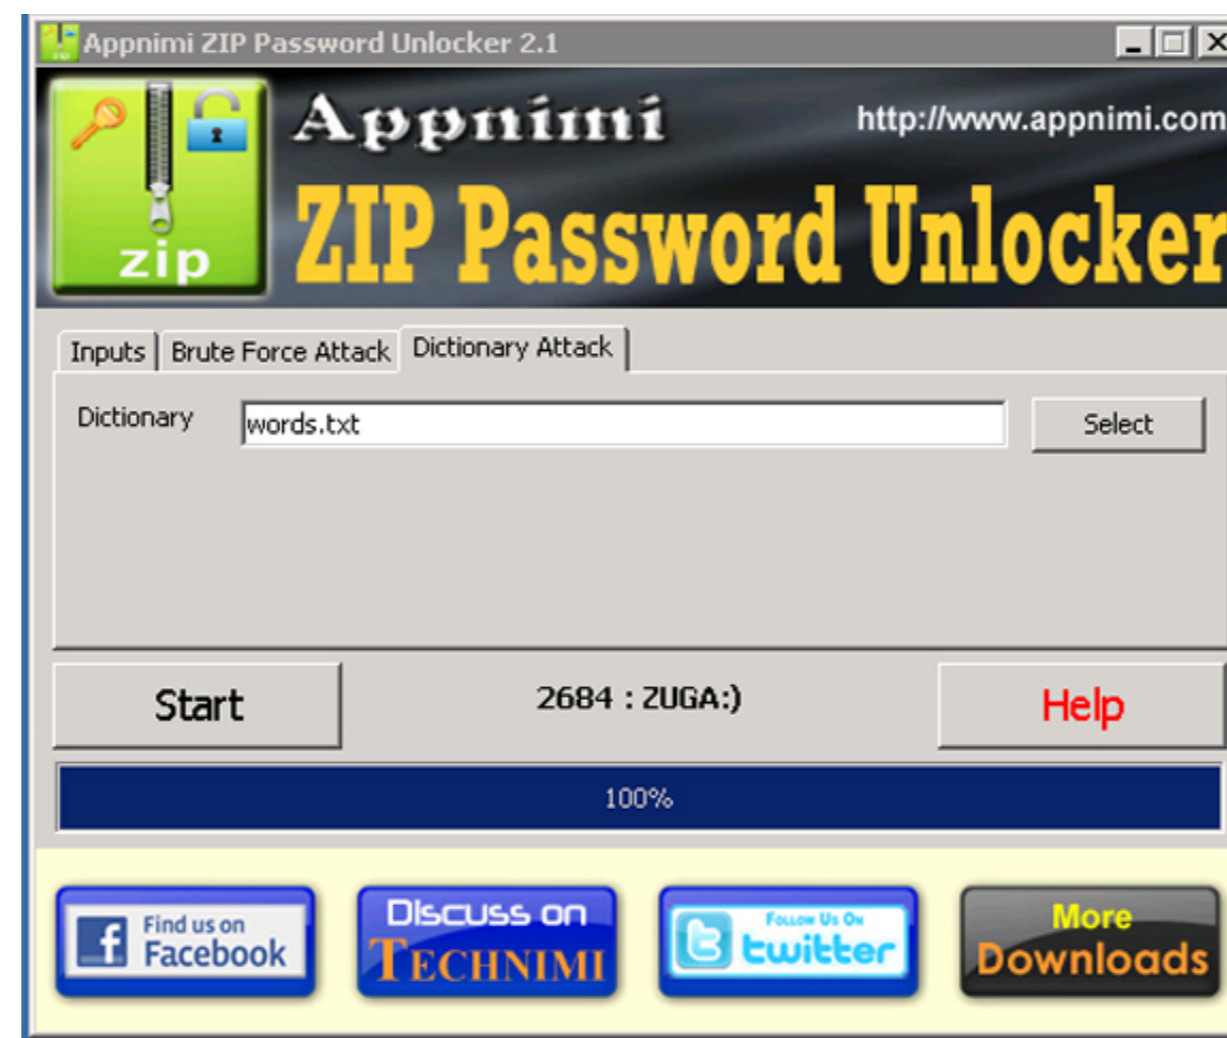 Appnimi ZIP Password Unlocker 2.1
zip
Appnimi
http://www.appnimi.com
ZIP Password Unlocker
Inputs Brute Force Attack Dictionary Attack
Dictionary words.txt Select
Start 2684 : ZUGA:) Help
100%
Find us on
Facebook
Discuss on
TECHNIMI
Follow Us On
twitter
More
Downloads